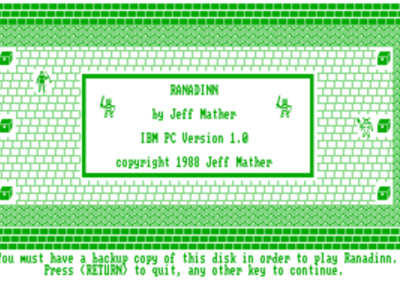 RANADINN
by Jeff Mather
IBM PC Version 1.0
copyright 1988 Jeff Mather
You must have a backup copy of this disk in order to play Ranadinn.
Press <RETURN> to quit, any other key to continue.